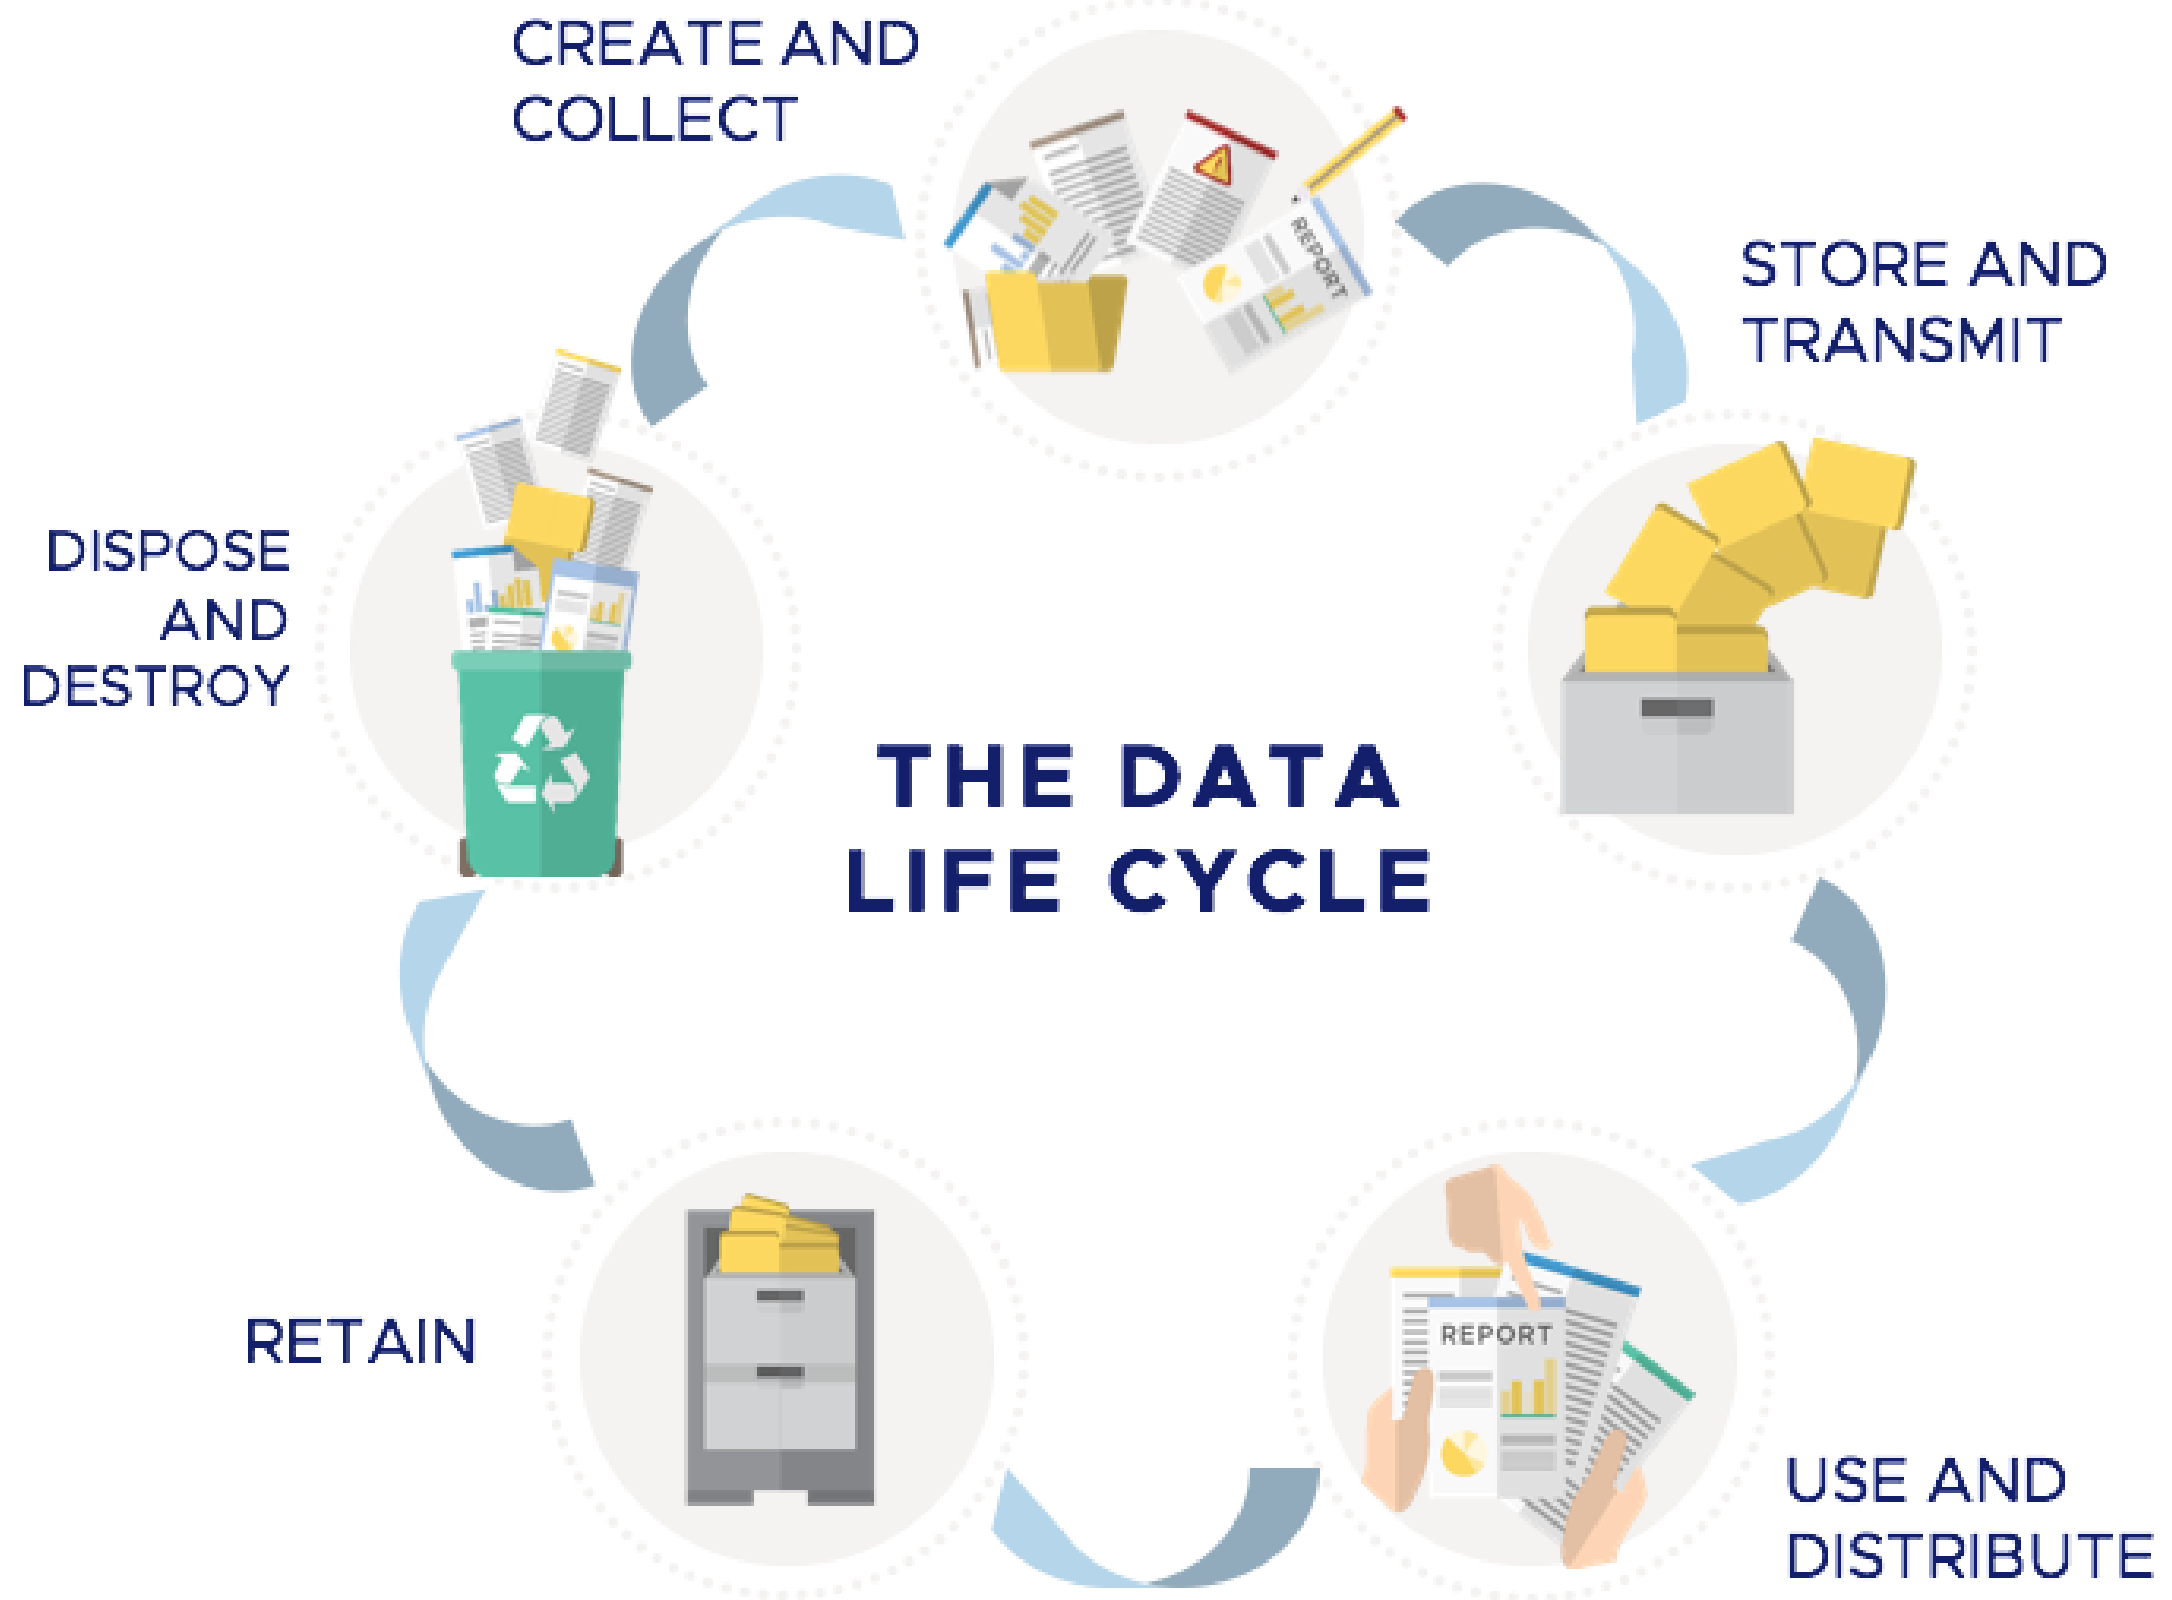 CREATE AND
COLLECT
REPORT
STORE AND
TRANSMIT
DISPOSE
AND
DESTROY
THE DATA
LIFE CYCLE
RETAIN
REPORT
USE AND
DISTRIBUTE